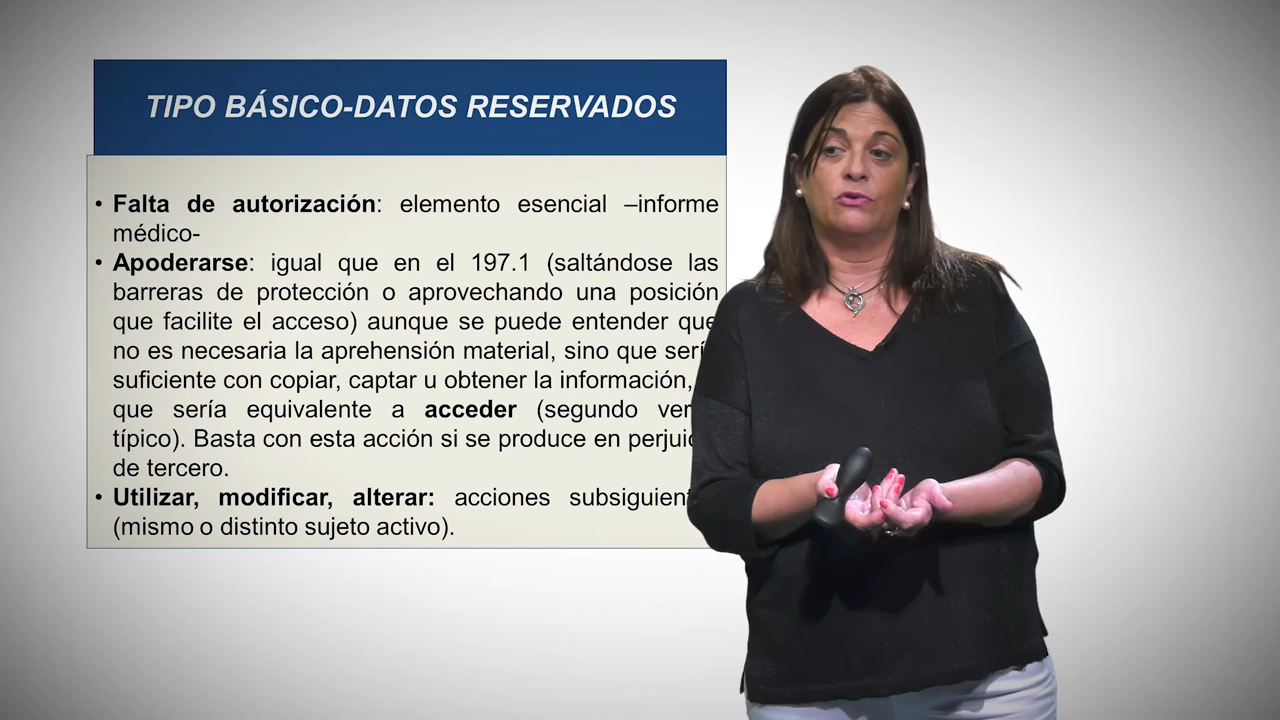 TIPO BÁSICO-DATOS RESERVADOS
• Falta de autorización: elemento esencial –informe
médico-
• Apoderarse: igual que en el 197.1 (saltándose las
barreras de protección o aprovechando una posición
que facilite el acceso) aunque se puede entender que
no es necesaria la aprehensión material, sino que
suficiente con copiar, captar u obtener la información,
que sería equivalente a acceder (segundo
típico). Basta con esta acción si se produce en
de tercero.
• Utilizar, modificar, alterar: acciones
(mismo o distinto sujeto activo).